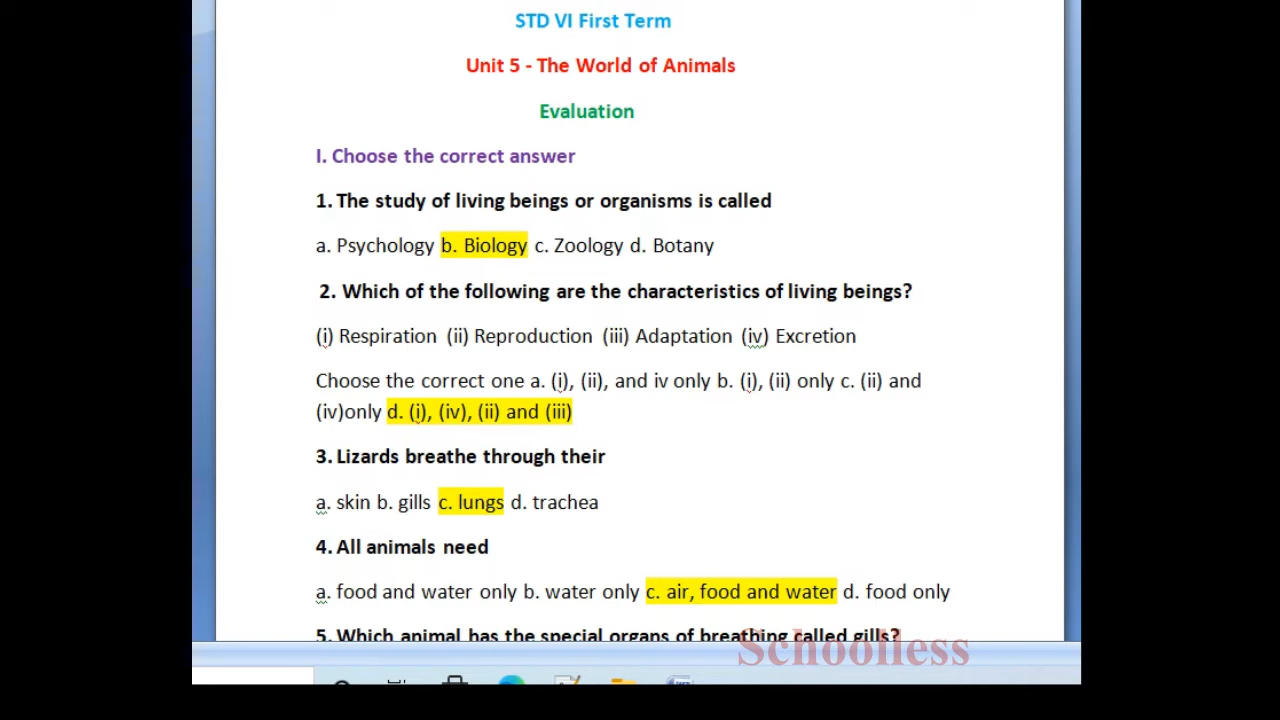 STD VI First Term
Unit 5 - The World of Animals
Evaluation
I. Choose the correct answer
1. The study of living beings or organisms is called
a. Psychology b. Biology c. Zoology d. Botany
2. Which of the following are the characteristics of living beings?
(i) Respiration (ii) Reproduction (iii) Adaptation (iv) Excretion
Choose the correct one a. (i), (ii), and iv only b. (i), (ii) only c. (ii) and
(iv)only d. (i), (iv), (ii) and (iii)
3. Lizards breathe through their
a. skin b. gills c. lungs d. trachea
4. All animals need
a. food and water only b. water only c. air, food and water d. food only
5. Which animal has the special organs of breathing called gills?
Schoolless